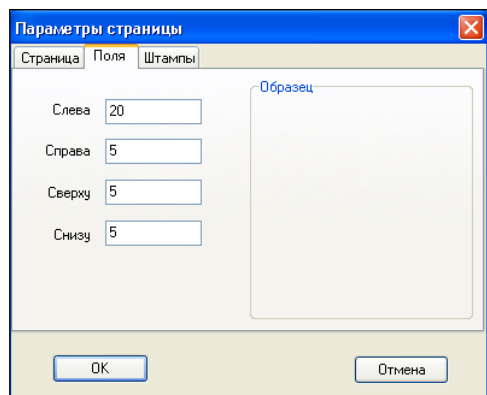 Параметры страницы
Страница Поля Штампы
Образец
Слева 20
Справа 5
Сверху 5
Снизу 5
OK Отмена